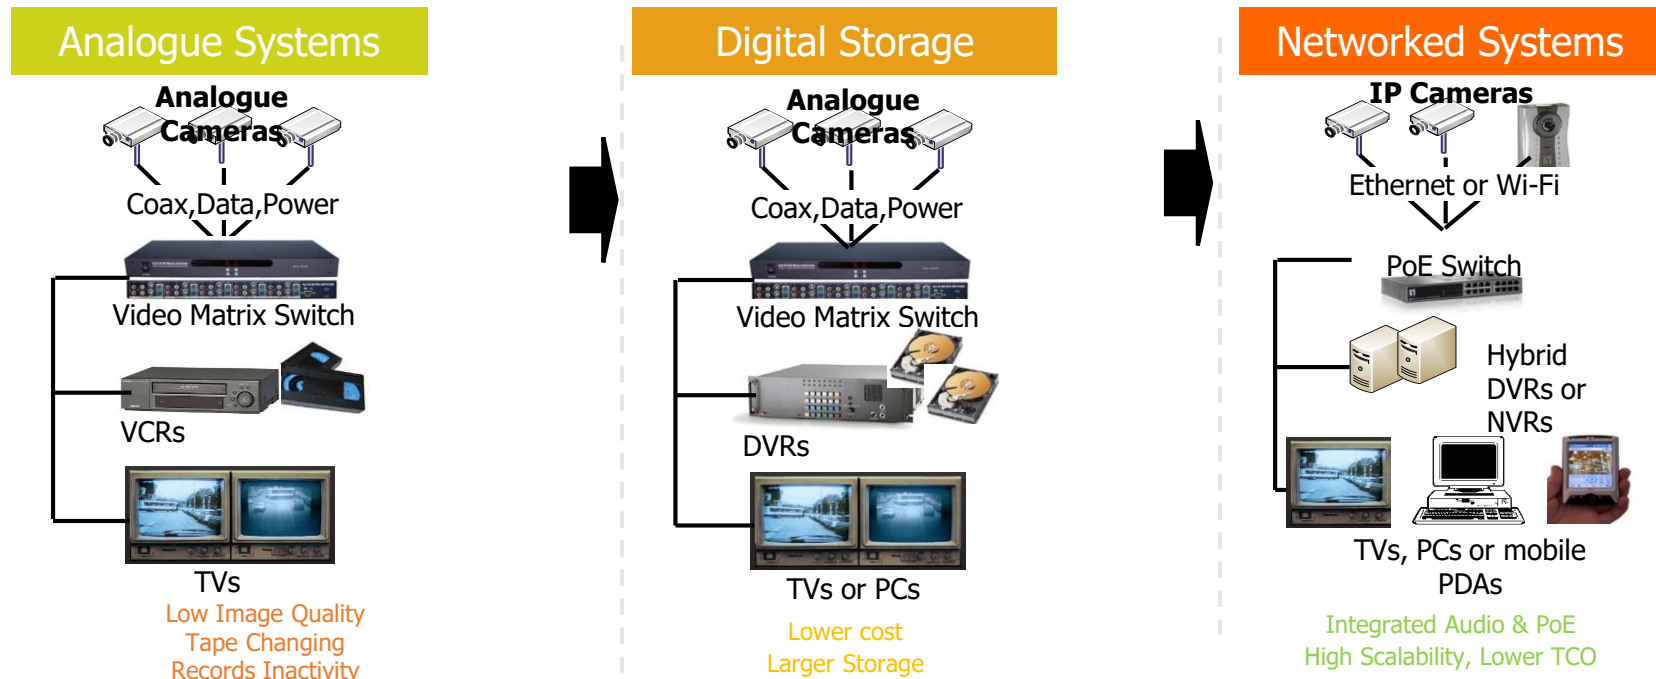 Analogue Systems
Analogue
Cameras
Coax,Data,Power
Video Matrix Switch
VCRs
TVs
Low Image Quality
Tape Changing
Records Inactivity
Digital Storage
Analogue
Cameras
Coax,Data,Power
Video Matrix Switch
DVRs
TVs or PCs
Lower cost
Larger Storage
Networked Systems
IP Cameras
Ethernet or Wi-Fi
PoE Switch
Hybrid
DVRs or
NVRs
TVs, PCs or mobile
PDAs
Integrated Audio & PoE
High Scalability, Lower TCO